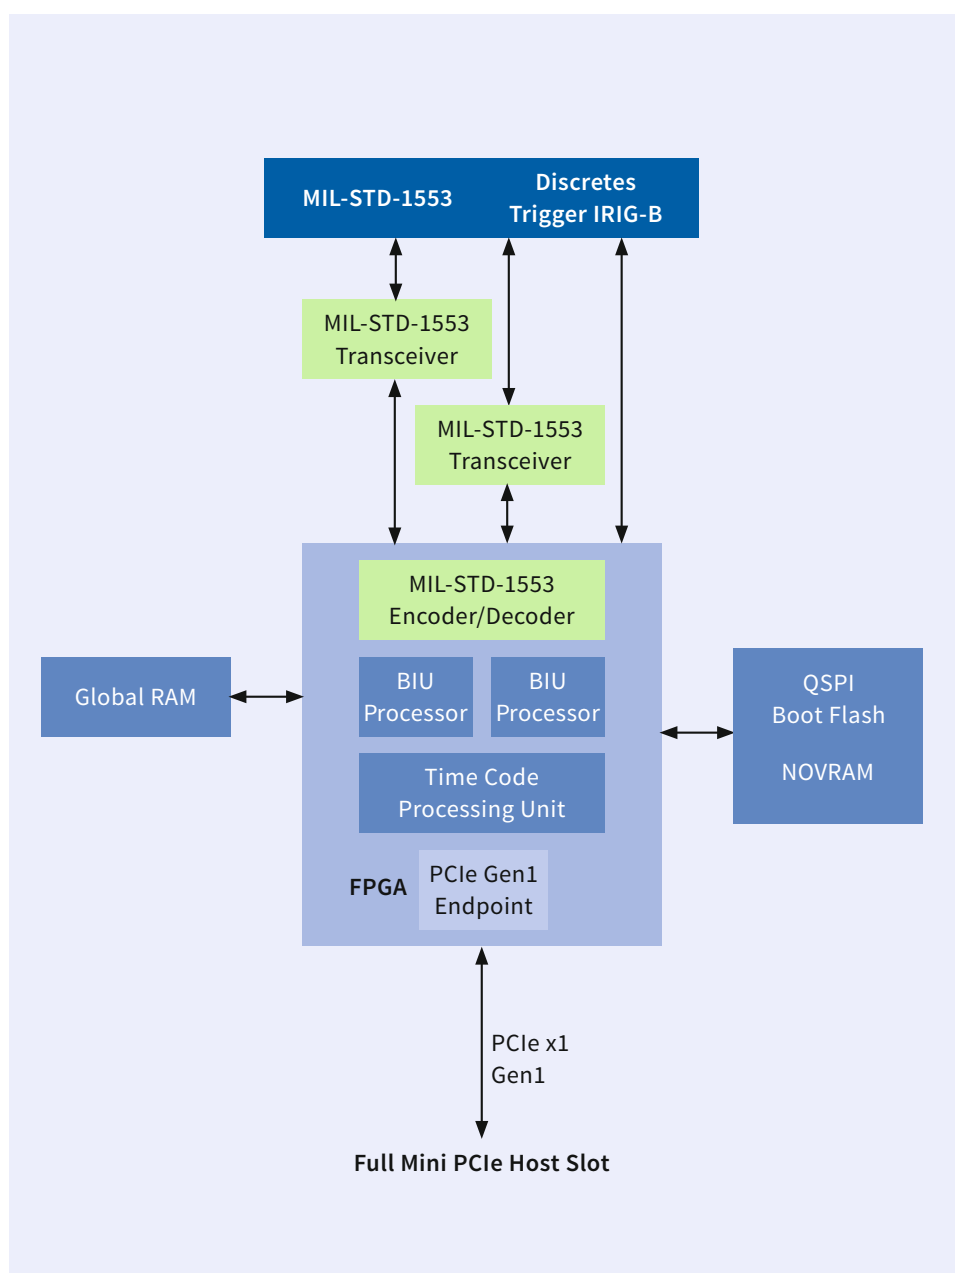 MIL-STD-1553
Discretes
Trigger IRIG-B
MIL-STD-1553
Transceiver
MIL-STD-1553
Transceiver
MIL-STD-1553
Encoder/Decoder
Global RAM
BIU
Processor
BIU
Processor
QSPI
Boot Flash
NOVRAM
Time Code
Processing Unit
FPGA
PCIe Gen1
Endpoint
PCIe x1
Gen1
Full Mini PCIe Host Slot